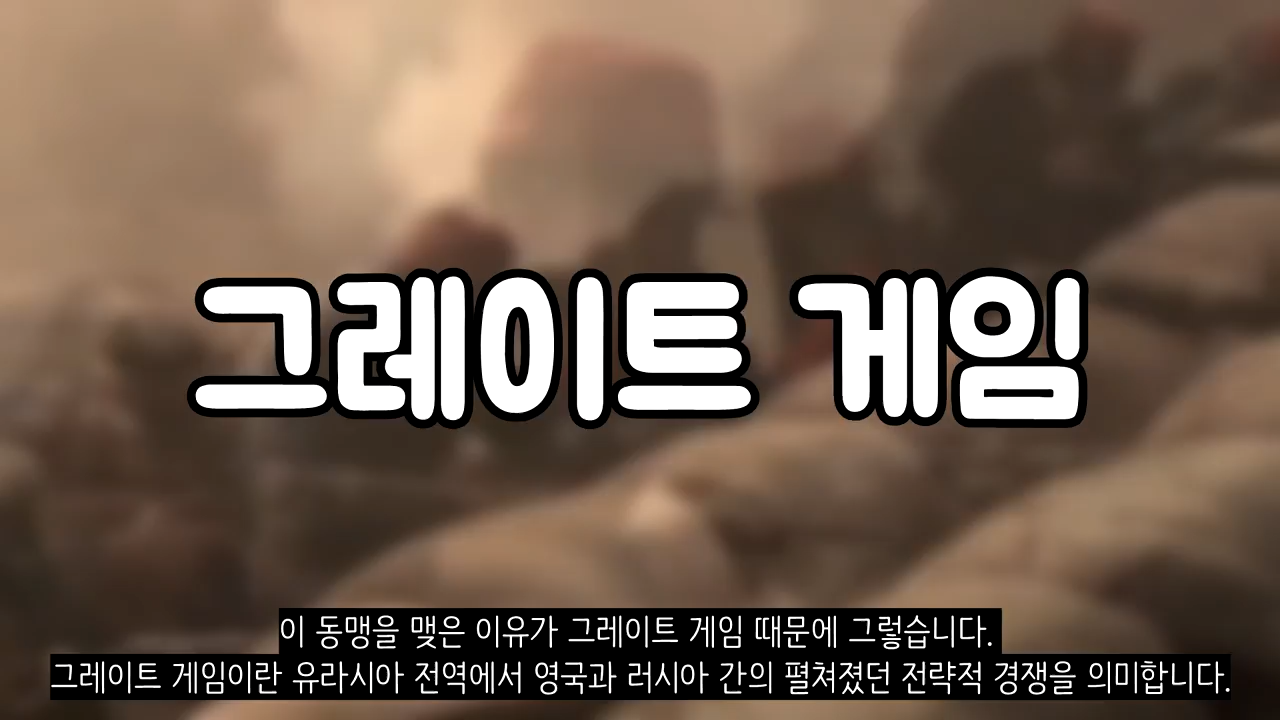 그레이트 게임
이 동맹을 맺은 이유가 그레이트 게임 때문에 그렇습니다.
그레이트 게임이란 유라시아 전역에서 영국과 러시아 간의 펼쳐졌던 전략적 경쟁을 의미합니다.